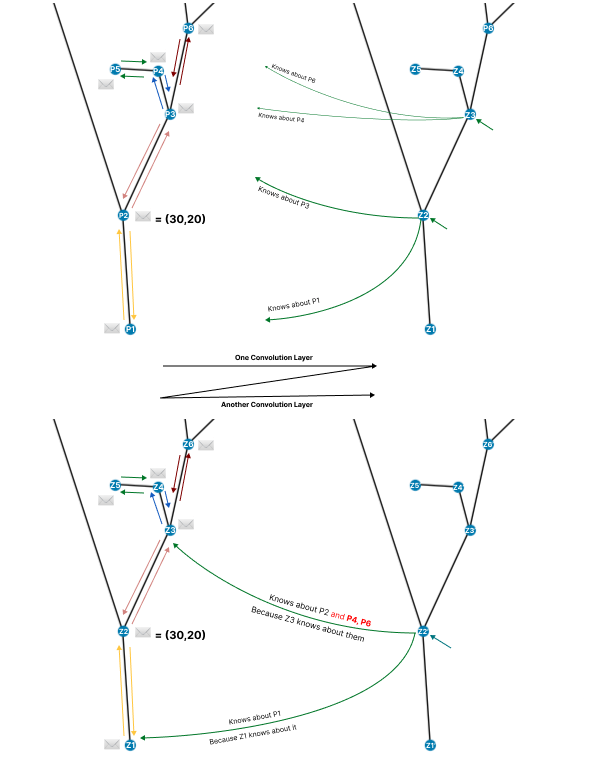 P6
P6
P5
P4
Z5
Z4
Knows about P6
P3
Z3
Knows about P4
Knows about P3
P2
= (30,20)
Z2
Knows about P1
P1
Z1
One Convolution Layer
Another Convolution Layer
Z6
Z6
Z5
Z4
Z5
Z4
Z3
Z3
Knows about P2 and P4, P6
Because Z3 knows about them
Z2
= (30,20)
Z2'
Knows about P1
Because Z1 knows about it
Z1
Z1